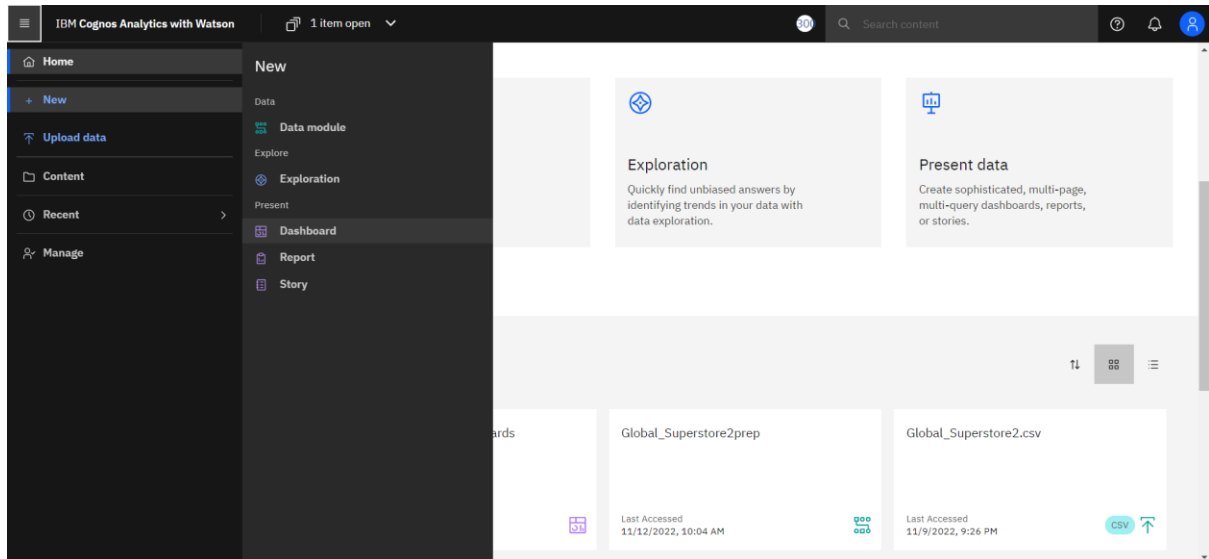 IBM Cognos Analytics with Watson
1 item open
30
Search content
Home
New
Upload data
Content
Recent
Manage
New
Data
Data module
Explore
Exploration
Present
Dashboard
Report
Story
Exploration
Quickly find unbiased answers by
identifying trends in your data with
data exploration.
Present data
Create sophisticated, multi-page,
multi-query dashboards, reports,
or stories.
ards
Global_Superstore2prep
Last Accessed
11/12/2022, 10:04 AM
Global_Superstore2.csv
Last Accessed
11/9/2022, 9:26 PM
CSV